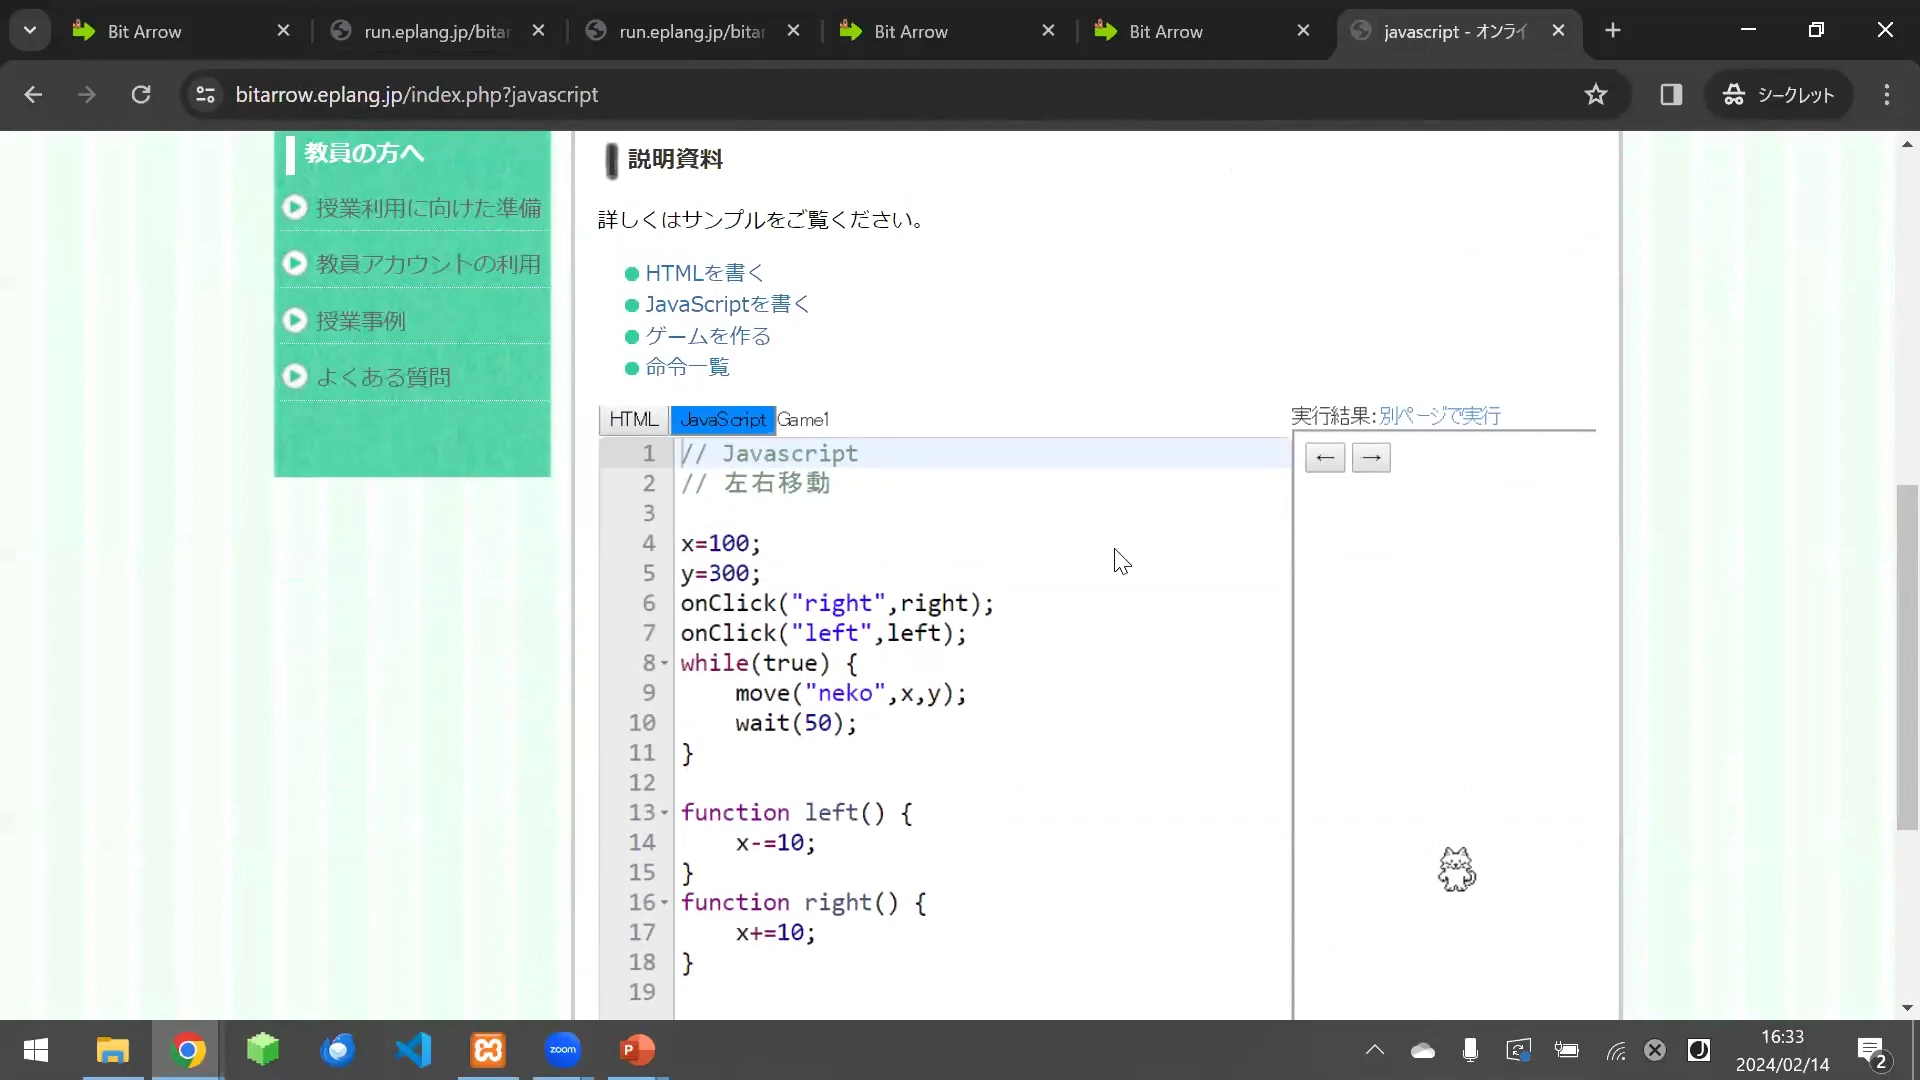 Bit Arrow
run.eplang.jp/bitar
run.eplang.jp/bitar
Bit Arrow
Bit Arrow
javascript - オンライ
bitarrow.eplang.jp/index.php?javascript
シークレット
教員の方へ
授業利用に向けた準備
教員アカウントの利用
授業事例
よくある質問
説明資料
詳しくはサンプルをご覧ください。
HTMLを書く
JavaScriptを書く
ゲームを作る
命令一覧
HTML JavaScript Game1
実行結果:別ページで実行
← →
1 // Javascript
2 // 左右移動
3
4 x=100;
5 y=300;
6 onClick("right",right);
7 onClick("left",left);
8 while(true) {
9 move("neko",x,y);
10 wait(50);
11 }
12
13 function left() {
14 x-=10;
15 }
16 function right() {
17 x+=10;
18 }
19
zoom
P
J
16:33
2024/02/14
2